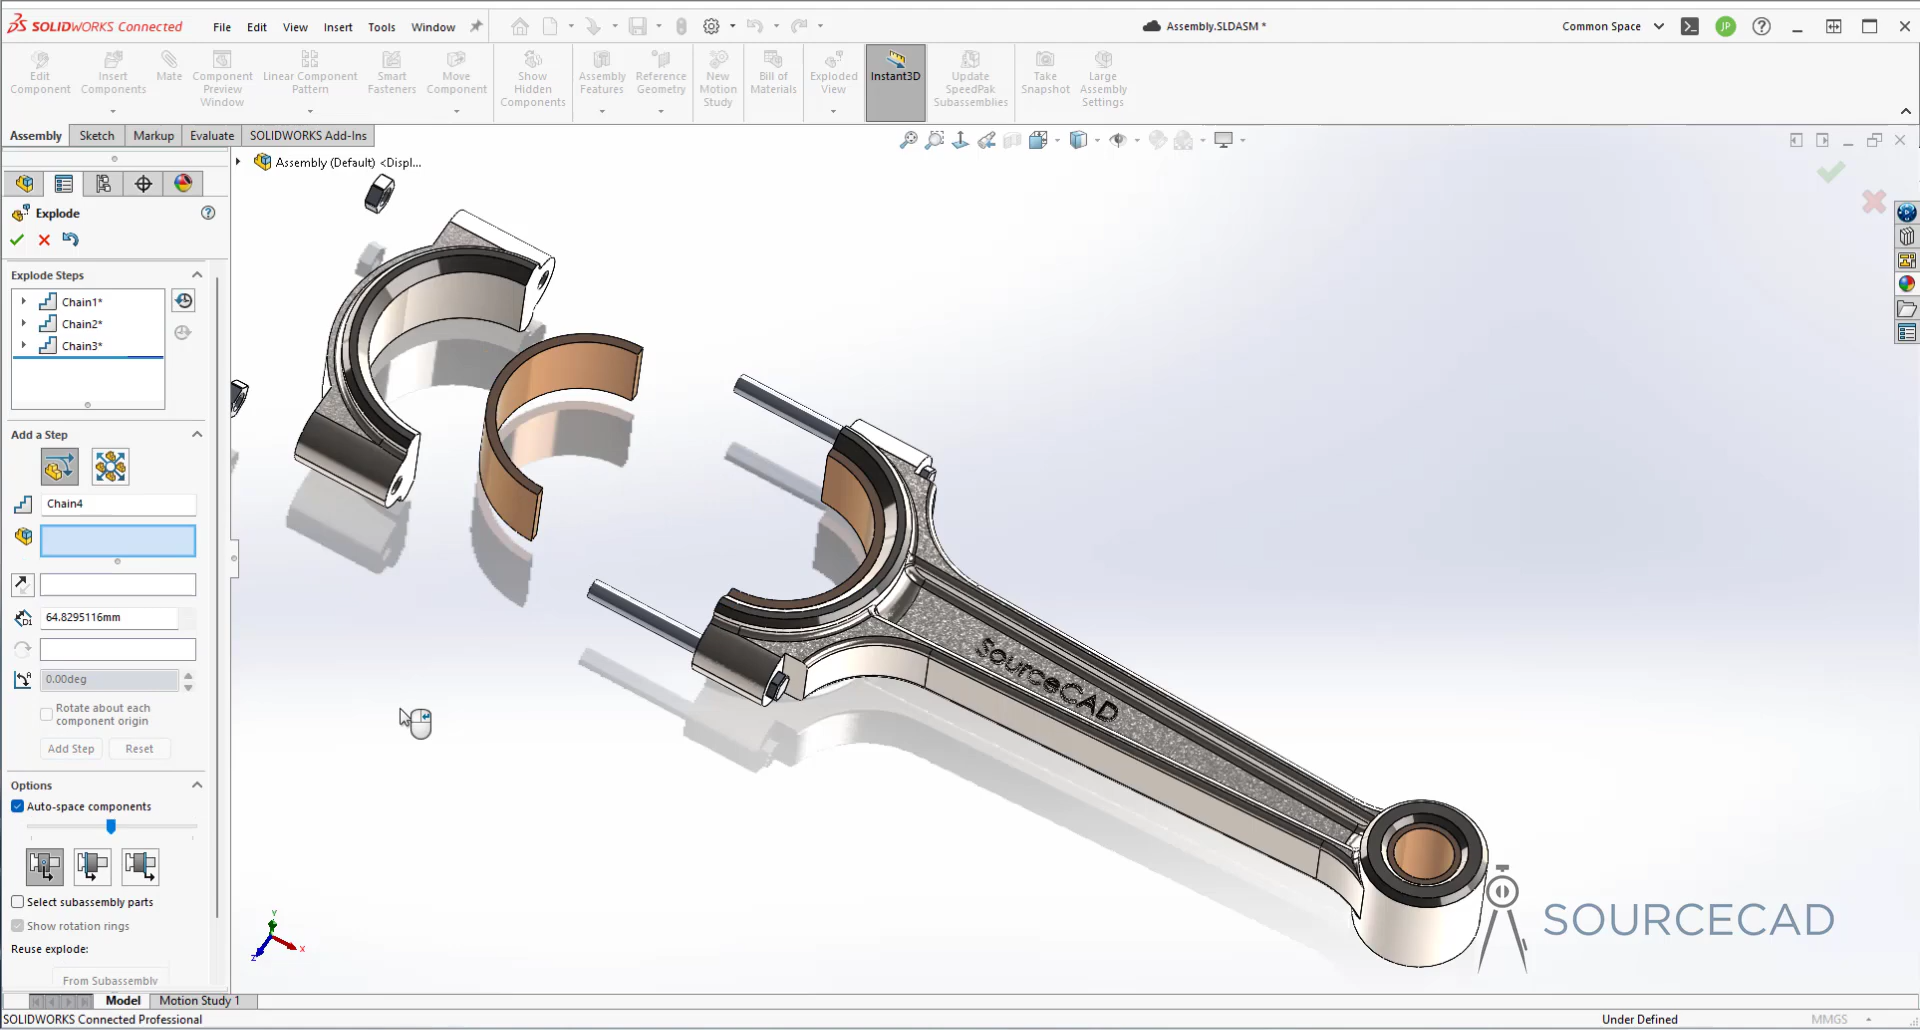 SOLIDWORKS Connected
File Edit View Insert Tools Window
Assembly.SLDASM *
Common Space
JP
Edit Component
Insert Components
Mate
Component Preview Window
Linear Component Pattern
Smart Fasteners
Move Component
Show Hidden Components
Assembly Features
Reference Geometry
New Motion Study
Bill of Materials
Exploded View
Instant3D
Update SpeedPak Subassemblies
Take Snapshot
Large Assembly Settings
Assembly Sketch Markup Evaluate SOLIDWORKS Add-Ins
Assembly (Default) <Displ...
Explode
Explode Steps
Chain1*
Chain2*
Chain3*
Add a Step
Chain4
D1
64.8295116mm
0.00deg
Rotate about each
component origin
Add Step Reset
Options
Auto-space components
Select subassembly parts
Show rotation rings
Reuse explode:
From Subassembly
SourceCAD
Y
X
Z
SOURCECAD
Model Motion Study 1
SOLIDWORKS Connected Professional
Under Defined
MMGS